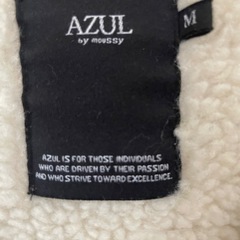 AZUL
by moussy
M
AZUL IS FOR THOSE INDIVIDUALS
WHO ARE DRIVEN BY THEIR PASSION
AND WHO STRIVE TOWARD EXCELLENCE.